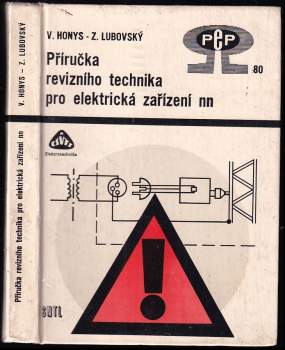 V. HONYS - Z. LUBOVSKÝ
Příručka revizního technika pro elektrická zařízení nn
V. HONYS - Z. LUBOVSKÝ
PEP
80
Příručka
revizního technika
pro elektrická zařízení nn
Elektrotechnika
!
SNTL